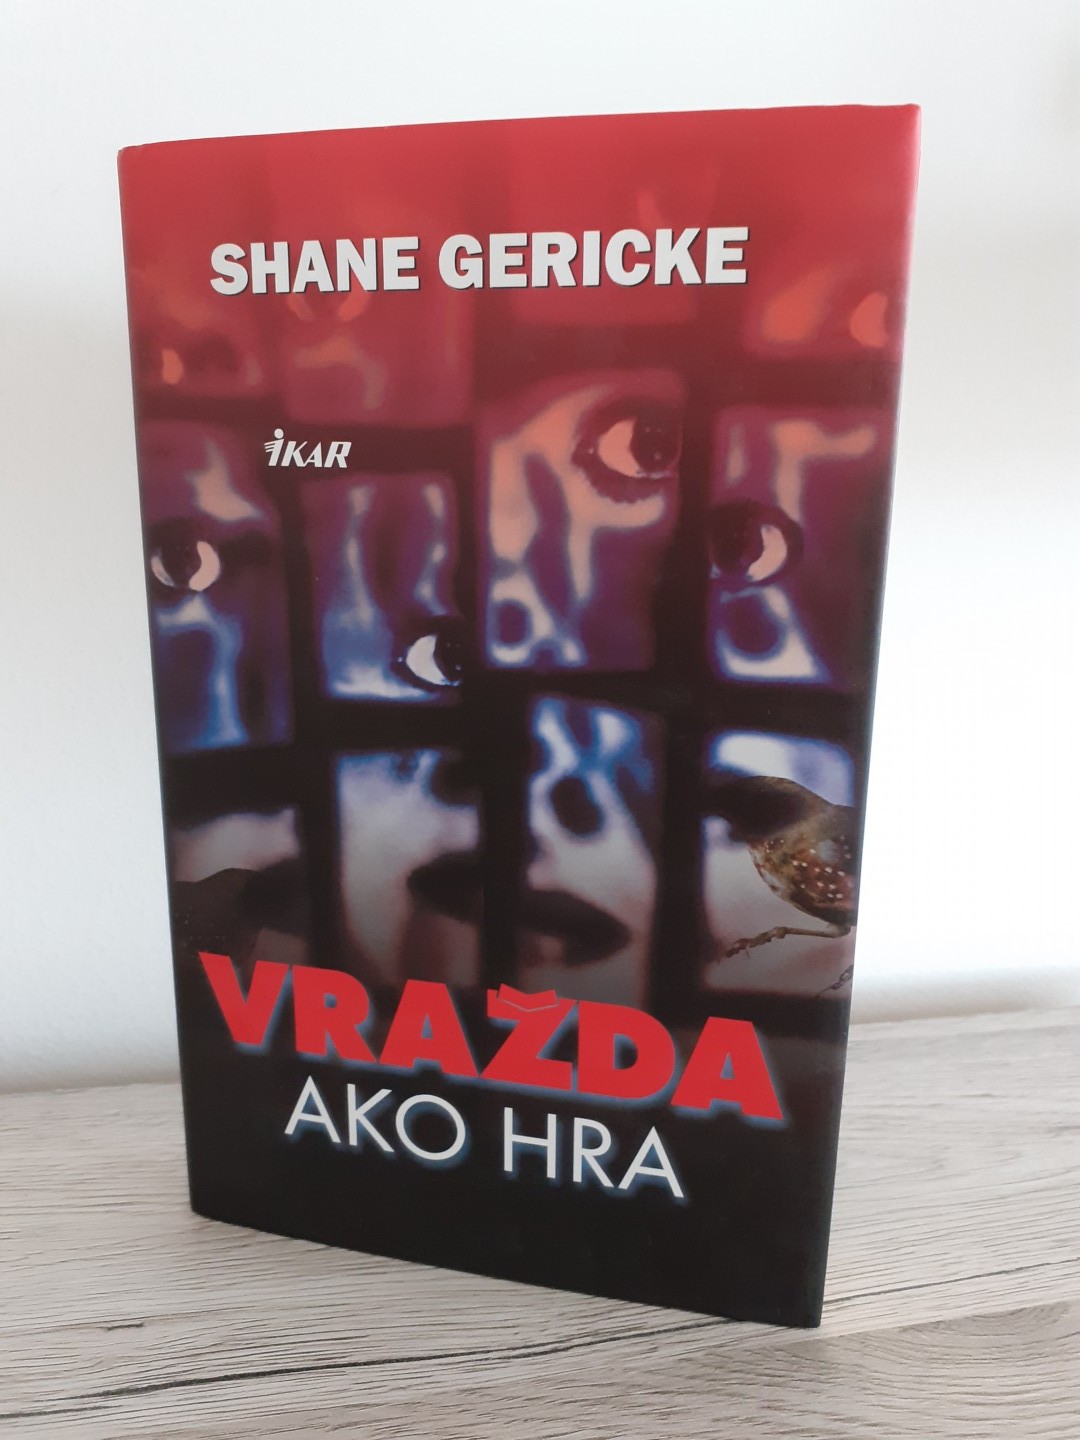 SHANE GERICKE
iKAR
VRAŽDA
AKO HRA